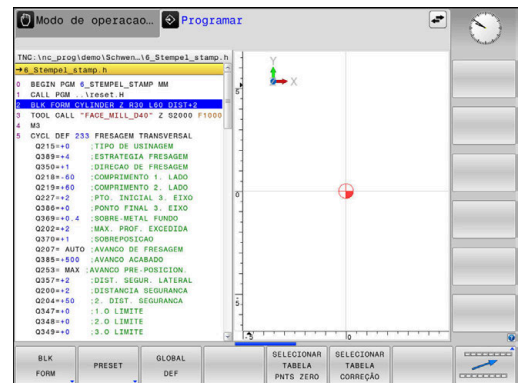 Modo de operacao... Programar
TNC:\nc_prog\demo\Schwen...\6_Stempel_stamp.h
→6_Stempel_stamp.h
0 BEGIN PGM 6_STEMPEL_STAMP MM
1 CALL PGM ..\reset.H
2 BLK FORM CYLINDER Z R30 L60 DIST+2
3 TOOL CALL "FACE_MILL_D40" Z S2000 F1000
4 M3
5 CYCL DEF 233 FRESAGEM TRANSVERSAL
Q215=+0 ;TIPO DE USINAGEM
Q389=+4 ;ESTRATEGIA FRESAGEM
Q350=+1 ;DIRECAO DE FRESAGEM
Q218=-60 ;COMPRIMENTO 1. LADO
Q219=+60 ;COMPRIMENTO 2. LADO
Q227=+2 ;PTO. INICIAL 3. EIXO
Q386=+0 ;PONTO FINAL 3. EIXO
Q369=+0.4 ;SOBRE-METAL FUNDO
Q202=+2 ;MAX. PROF. EXCEDIDA
Q370=+1 ;SOBREPOSICAO
Q207= AUTO ;AVANCO DE FRESAGEM
Q385=+500 ;AVANCO ACABADO
Q253= MAX ;AVANCO PRE-POSICION.
Q357=+2 ;DIST. SEGUR. LATERAL
Q200=+2 ;DISTANCIA SEGURANCA
Q204=+50 ;2. DIST. SEGURANCA
Q347=+0 ;1.O LIMITE
Q348=+0 ;2.O LIMITE
Q349=+0 ;3.O LIMITE
Y
X
5
0
-5
-5
0
BLK FORM
PRESET
GLOBAL DEF
SELECIONAR TABELA PNTS ZERO
SELECIONAR TABELA CORREÇÃO